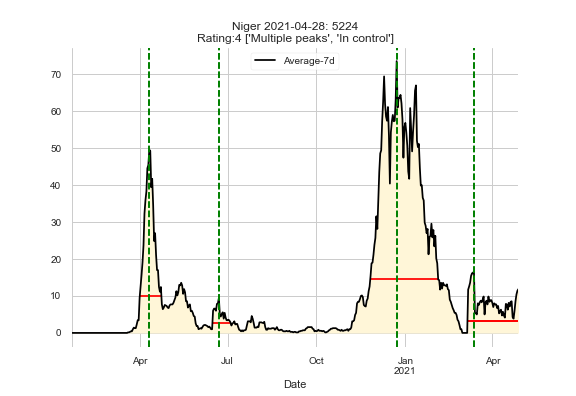 Niger 2021-04-28: 5224
Rating:4 ['Multiple peaks', 'In control']
Average-7d
70
60
50
40
30
20
10
0
Apr
Jul
Oct
Jan
2021
Apr
Date